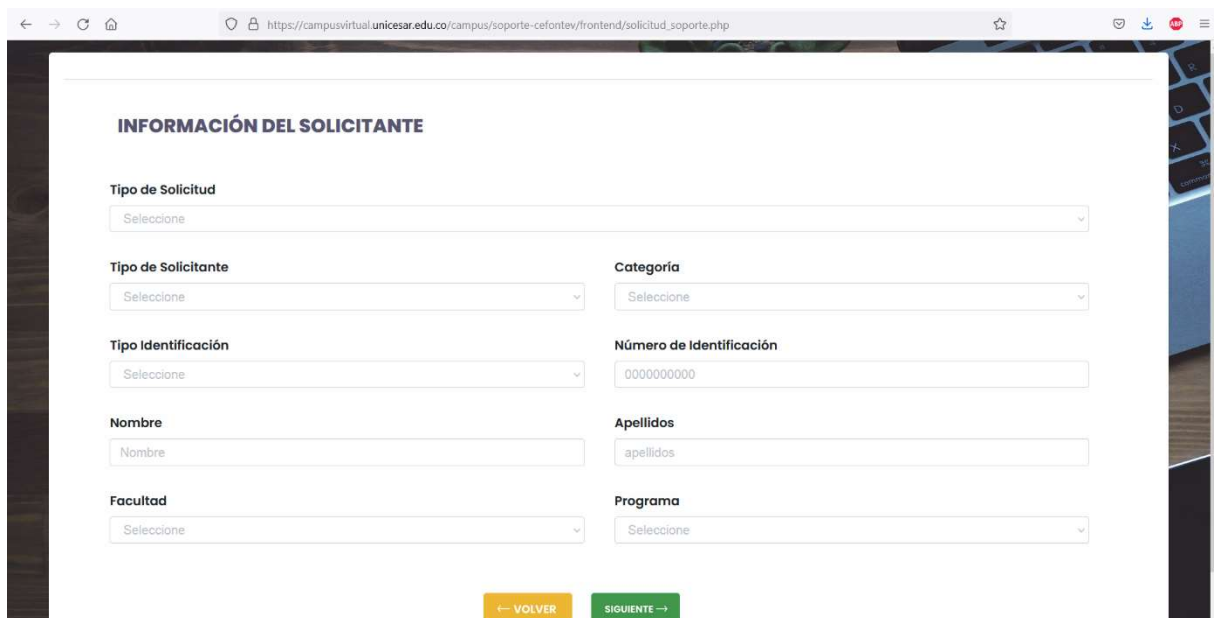 https://campusvirtual.unicesar.edu.co/campus/soporte-cefontev/frontend/solicitud_soporte.php
ABP
INFORMACIÓN DEL SOLICITANTE
Tipo de Solicitud
Seleccione
Tipo de Solicitante
Categoría
Seleccione
Seleccione
Tipo Identificación
Número de Identificación
Seleccione
0000000000
Nombre
Apellidos
Nombre
apellidos
Facultad
Programa
Seleccione
Seleccione
← VOLVER
SIGUIENTE →
R
D
X
command